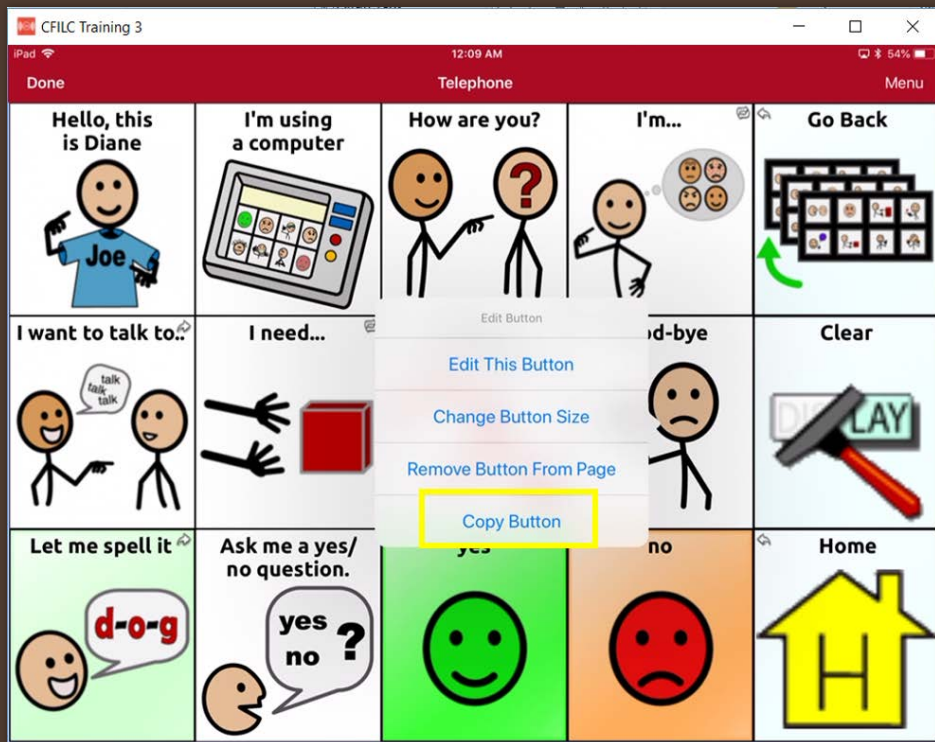 CFILC Training 3
iPad 12:09 AM 54%
Done Telephone Menu
Hello, this
is Diane
I'm using
a computer
How are you?
I'm...
Go Back
Joe
I want to talk to..
talk
talk
talk
I need...
Edit Button
Edit This Button
Change Button Size
Remove Button From Page
Copy Button
od-bye
Clear
DISPLAY
Let me spell it
d-o-g
Ask me a yes/
no question.
yes
no ?
yes
no
Home
H